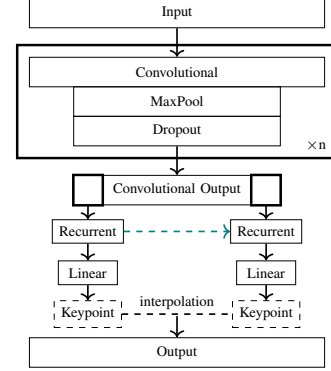 Input
Convolutional
MaxPool
Dropout
×n
Convolutional Output
Recurrent Recurrent
Linear Linear
interpolation
Keypoint Keypoint
Output